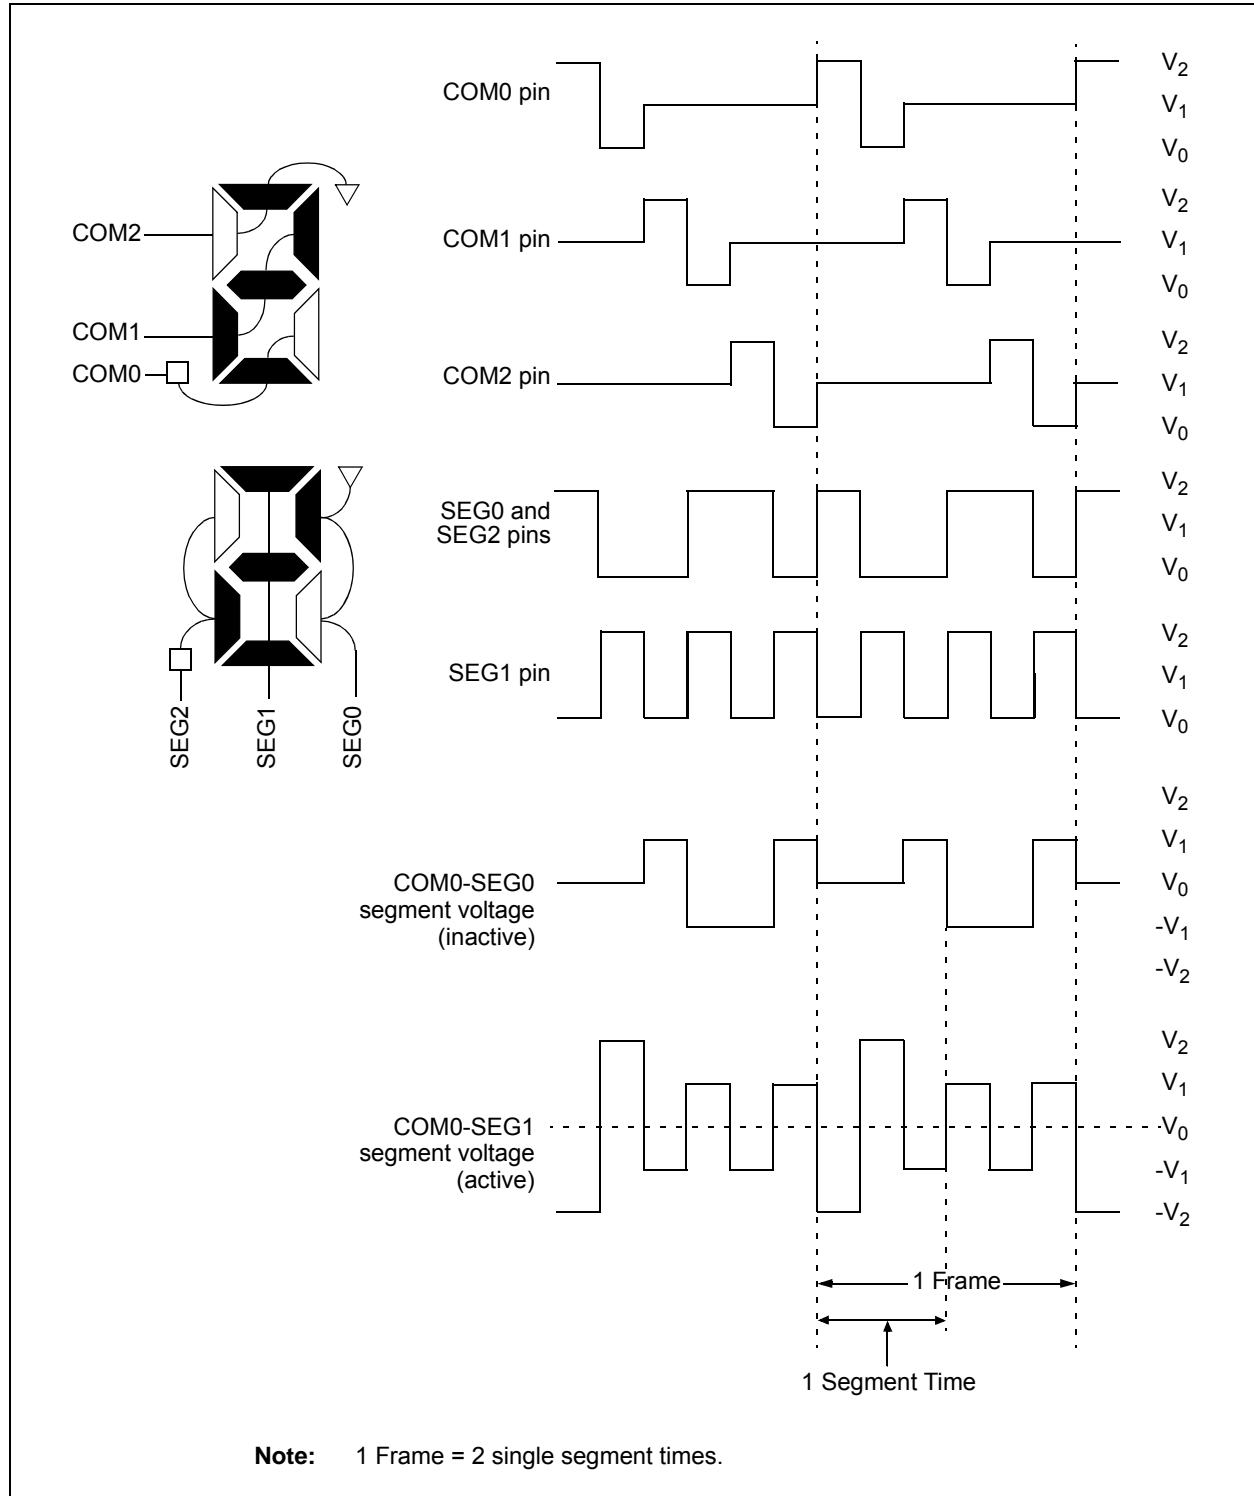 COM0 pin
V2
V1
V0
COM2
COM1
COM0
COM1 pin
V2
V1
V0
COM2 pin
V2
V1
V0
SEG0 and
SEG2 pins
V2
V1
V0
SEG2
SEG1
SEG0
SEG1 pin
V2
V1
V0
COM0-SEG0
segment voltage
(inactive)
V2
V1
V0
-V1
-V2
COM0-SEG1
segment voltage
(active)
V2
V1
V0
-V1
-V2
1 Frame
1 Segment Time
Note: 1 Frame = 2 single segment times.